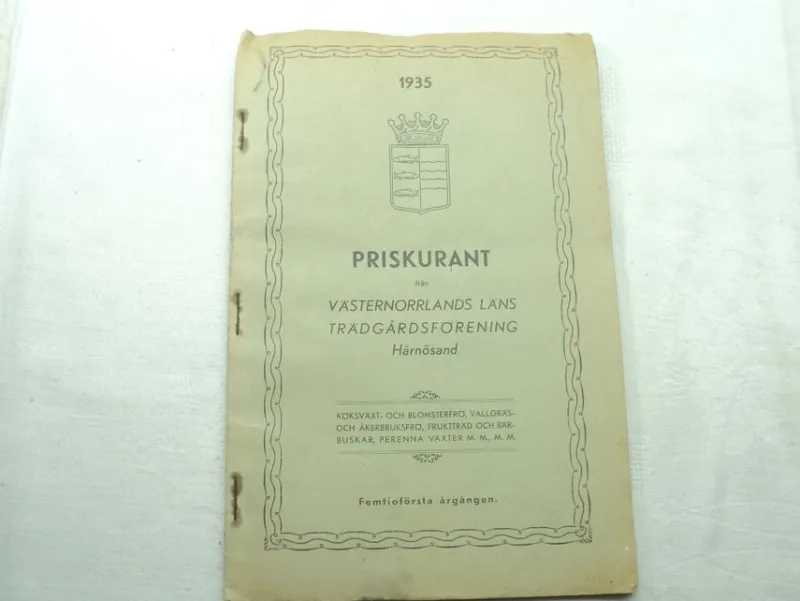 1935
PRISKURANT
från
VÄSTERNORRLANDS LÄNS
TRÄDGÅRDSFÖRENING
Härnösand
KÖKSVÄXT- OCH BLOMSTERFRÖ, VALLGRÄS-
OCH ÅKERBRUKSFRÖ, FRUKTTRÄD OCH BÄR-
BUSKAR, PERENNA VÄXTER M. M., M. M.
Femtioförsta årgången.